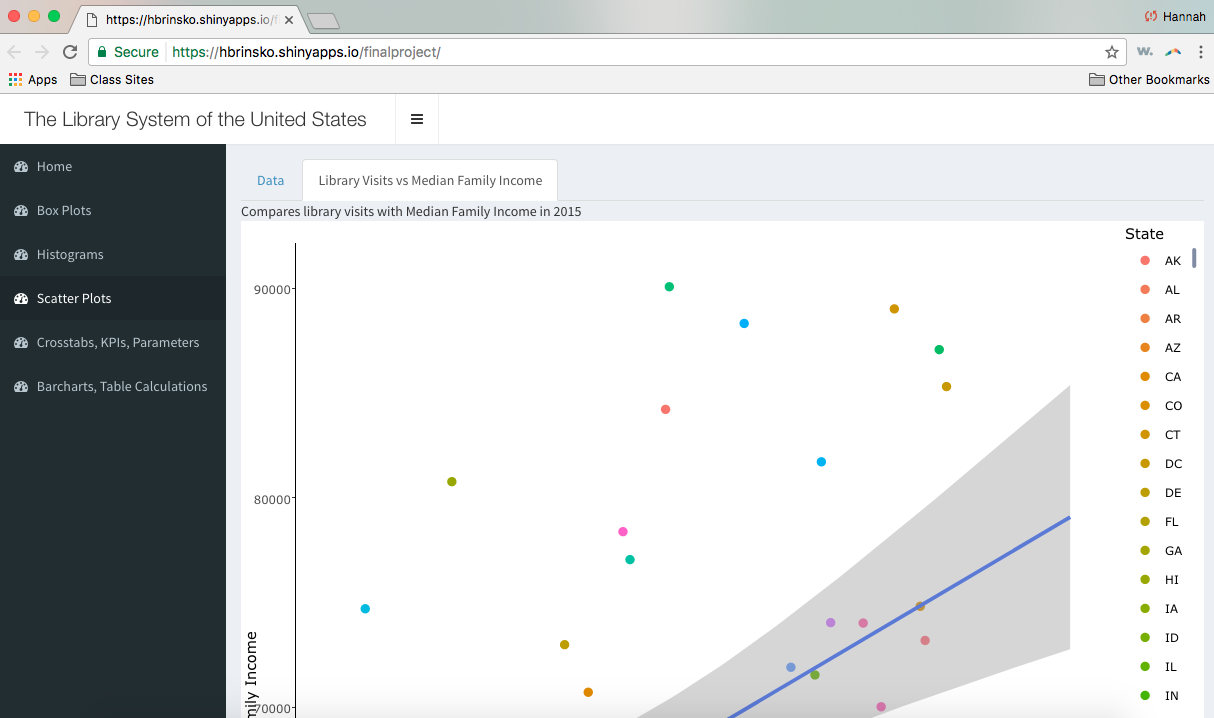 https://hbrinsko.shinyapps.io/f
Hannah
Secure https://hbrinsko.shinyapps.io/finalproject/
W.
Apps Class Sites Other Bookmarks
The Library System of the United States
Home
Box Plots
Histograms
Scatter Plots
Crosstabs, KPIs, Parameters
Barcharts, Table Calculations
Data Library Visits vs Median Family Income
Compares library visits with Median Family Income in 2015
90000
80000
70000
mily Income
State
AK
AL
AR
AZ
CA
CO
CT
DC
DE
FL
GA
HI
IA
ID
IL
IN